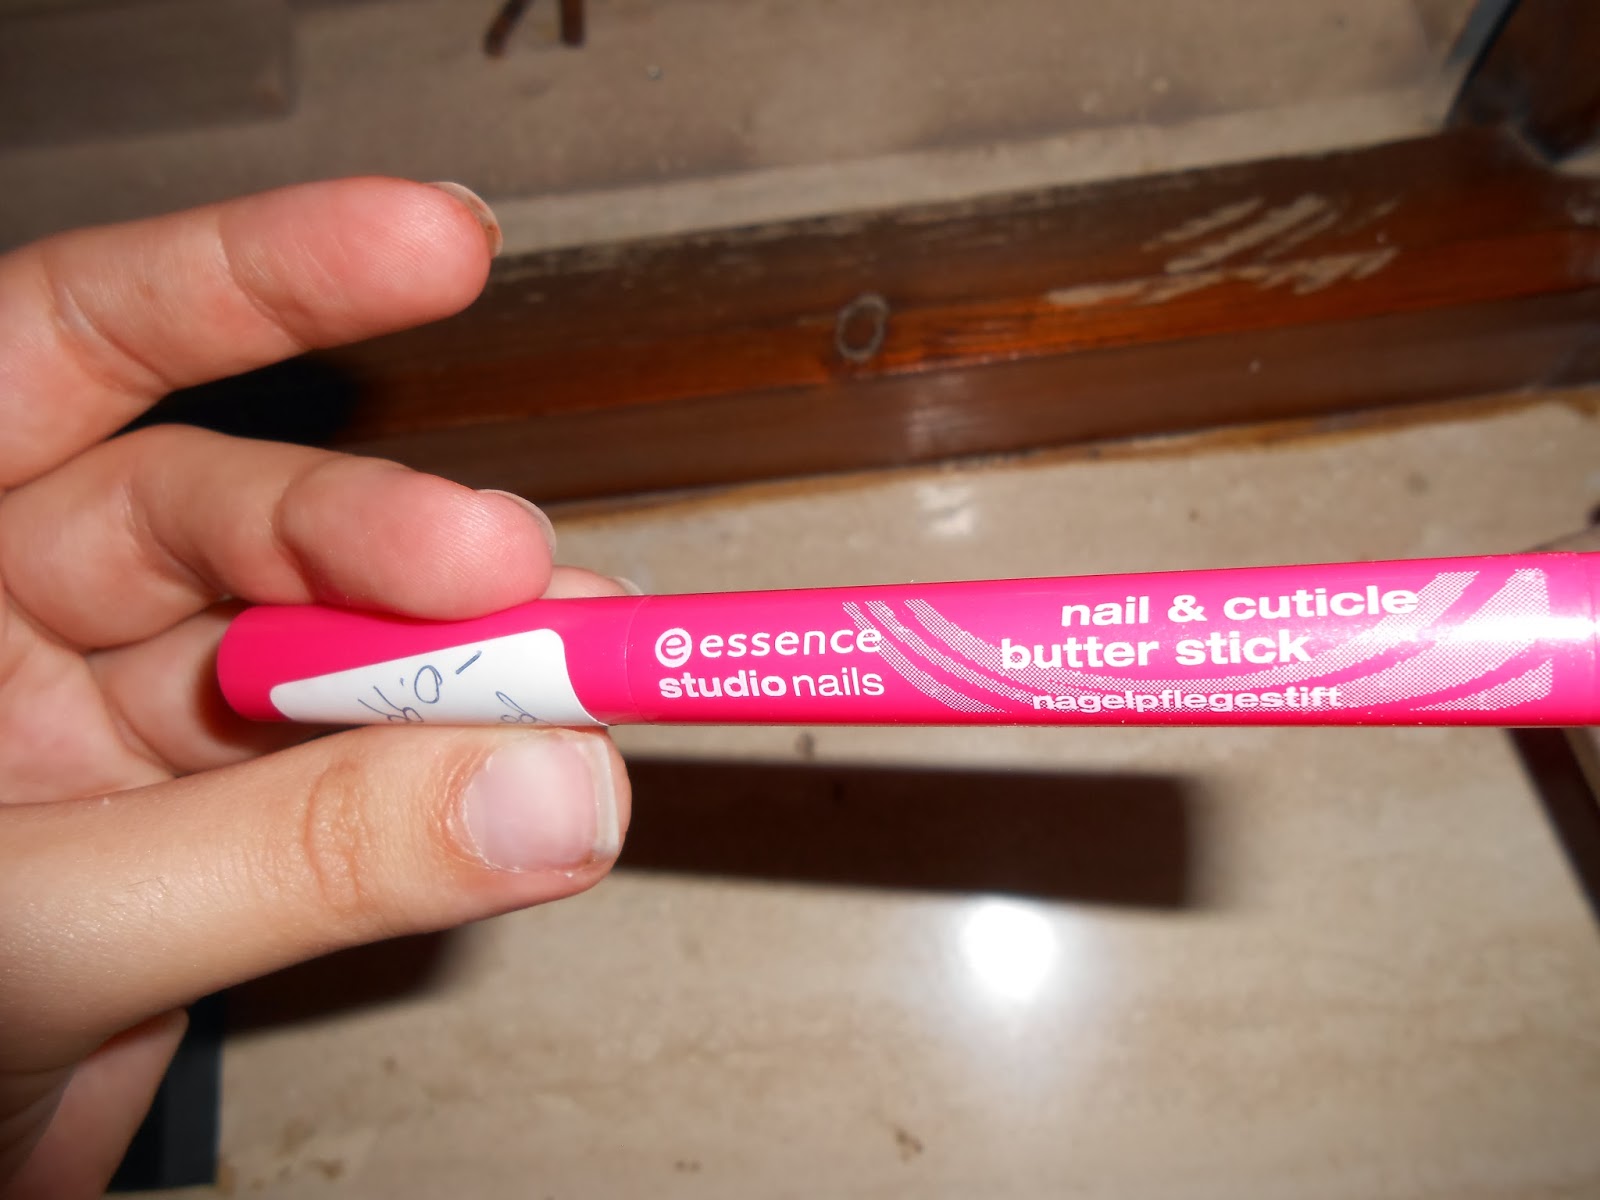 essence
studio nails
nail & cuticle
butter stick
nagelpflegestift